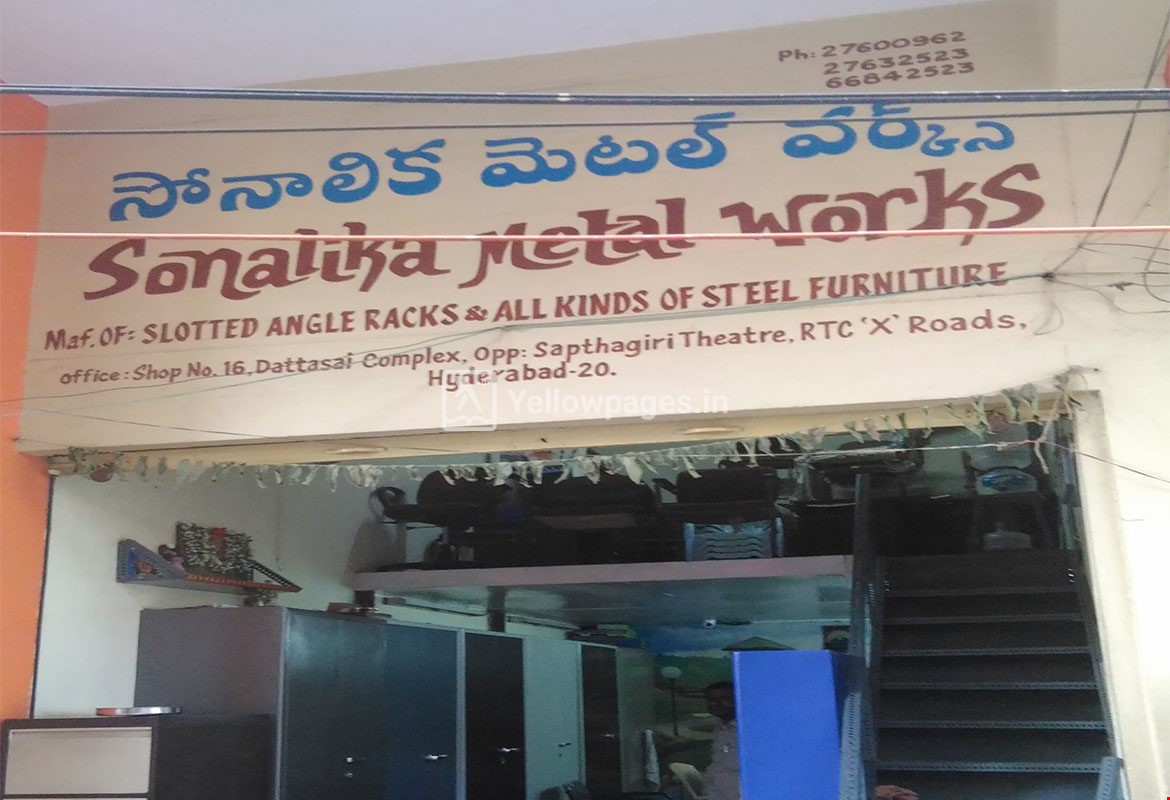 Ph: 27600962
27632523
66842523
సోనాలిక మెటల్ వర్క్స్
Sonalika Metal Works
Maf. OF: SLOTTED ANGLE RACKS & ALL KINDS OF STEEL FURNITURE
office : Shop No. 16, Dattasai Complex, Opp: Sapthagiri Theatre, RTC 'X' Roads,
Hyderabad-20.
Yellowpages.in